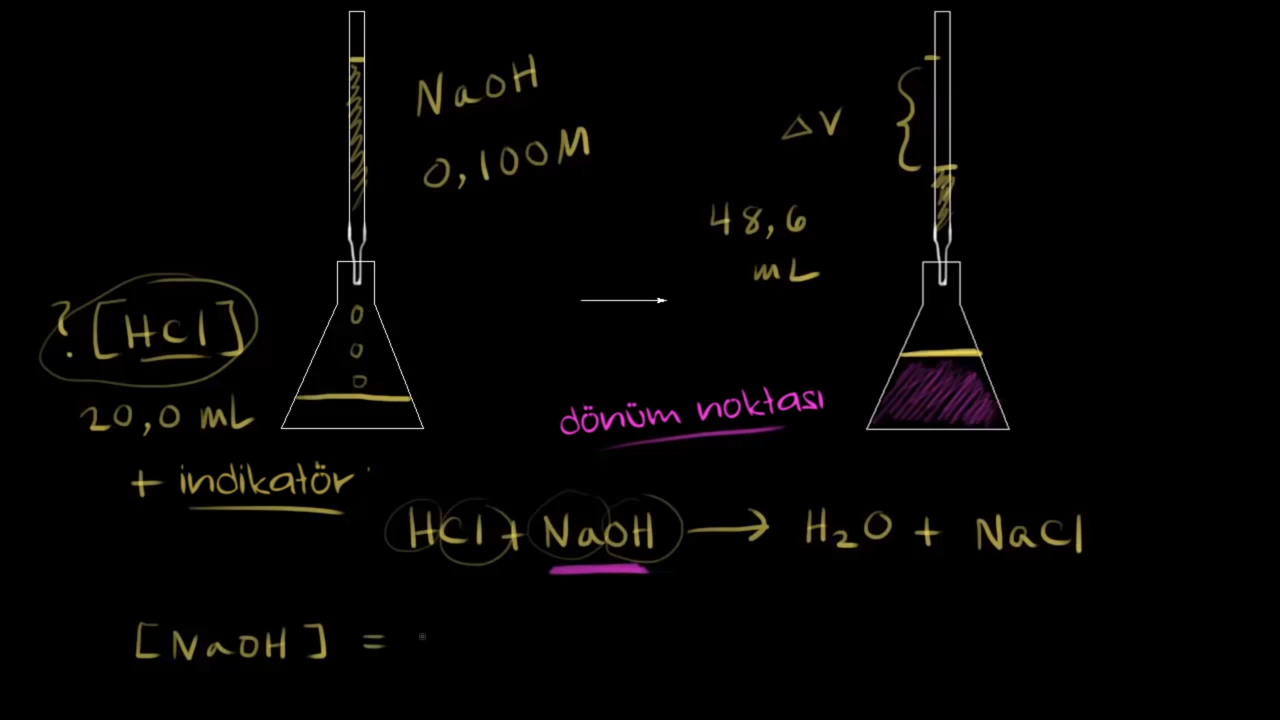 NaOH
0,100M
ΔV
48,6
mL
? [HCl]
20,0 mL
+ indikatör
dönüm noktası
HCl + NaOH → H₂O + NaCl
[NaOH] =